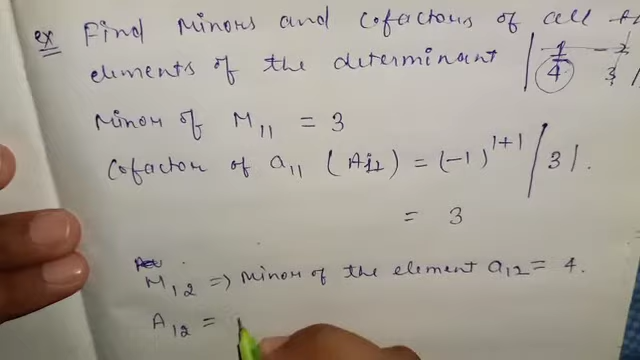 ex Find Minors and Cofactors of all the
elements of the determinant | 1 -2
4 3 |
Minor of M11 = 3
Cofactor of a11 (A11) = (-1)^1+1 |3|.
= 3
M12 => Minor of the element a12 = 4.
A12 =